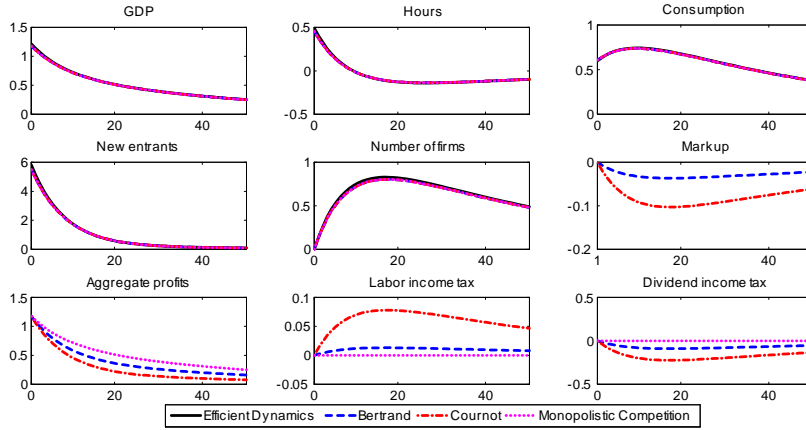 GDP Hours Consumption
1.5 0.5 1
1
0 0.5
0.5
0 -0.5 0
0 20 40 0 20 40 0 20 40
New entrants Number of firms Markup
6 1 0
4
0.5 -0.1
2
0 0 -0.2
0 20 40 0 20 40 1 20 40
Aggregate profits Labor income tax Dividend income tax
1.5 0.1 0.5
1 0.05
0
0.5 0
0 -0.05 -0.5
0 20 40 0 20 40 0 20 40
Efficient Dynamics Bertrand Cournot Monopolistic Competition